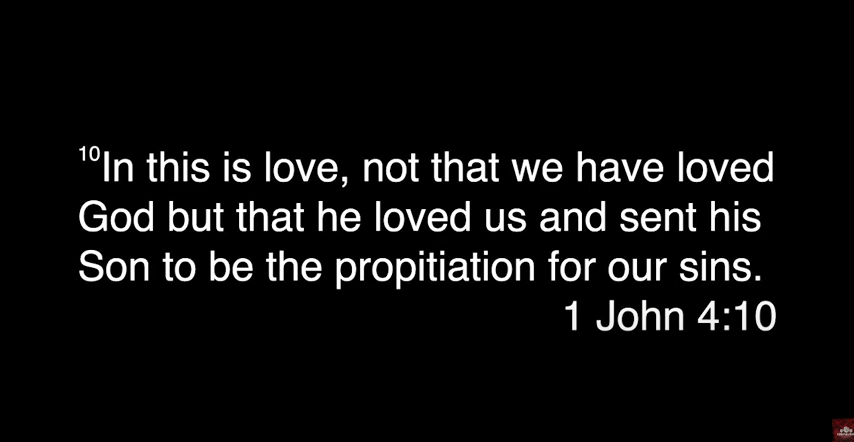 ¹⁰In this is love, not that we have loved
God but that he loved us and sent his
Son to be the propitiation for our sins.
1 John 4:10